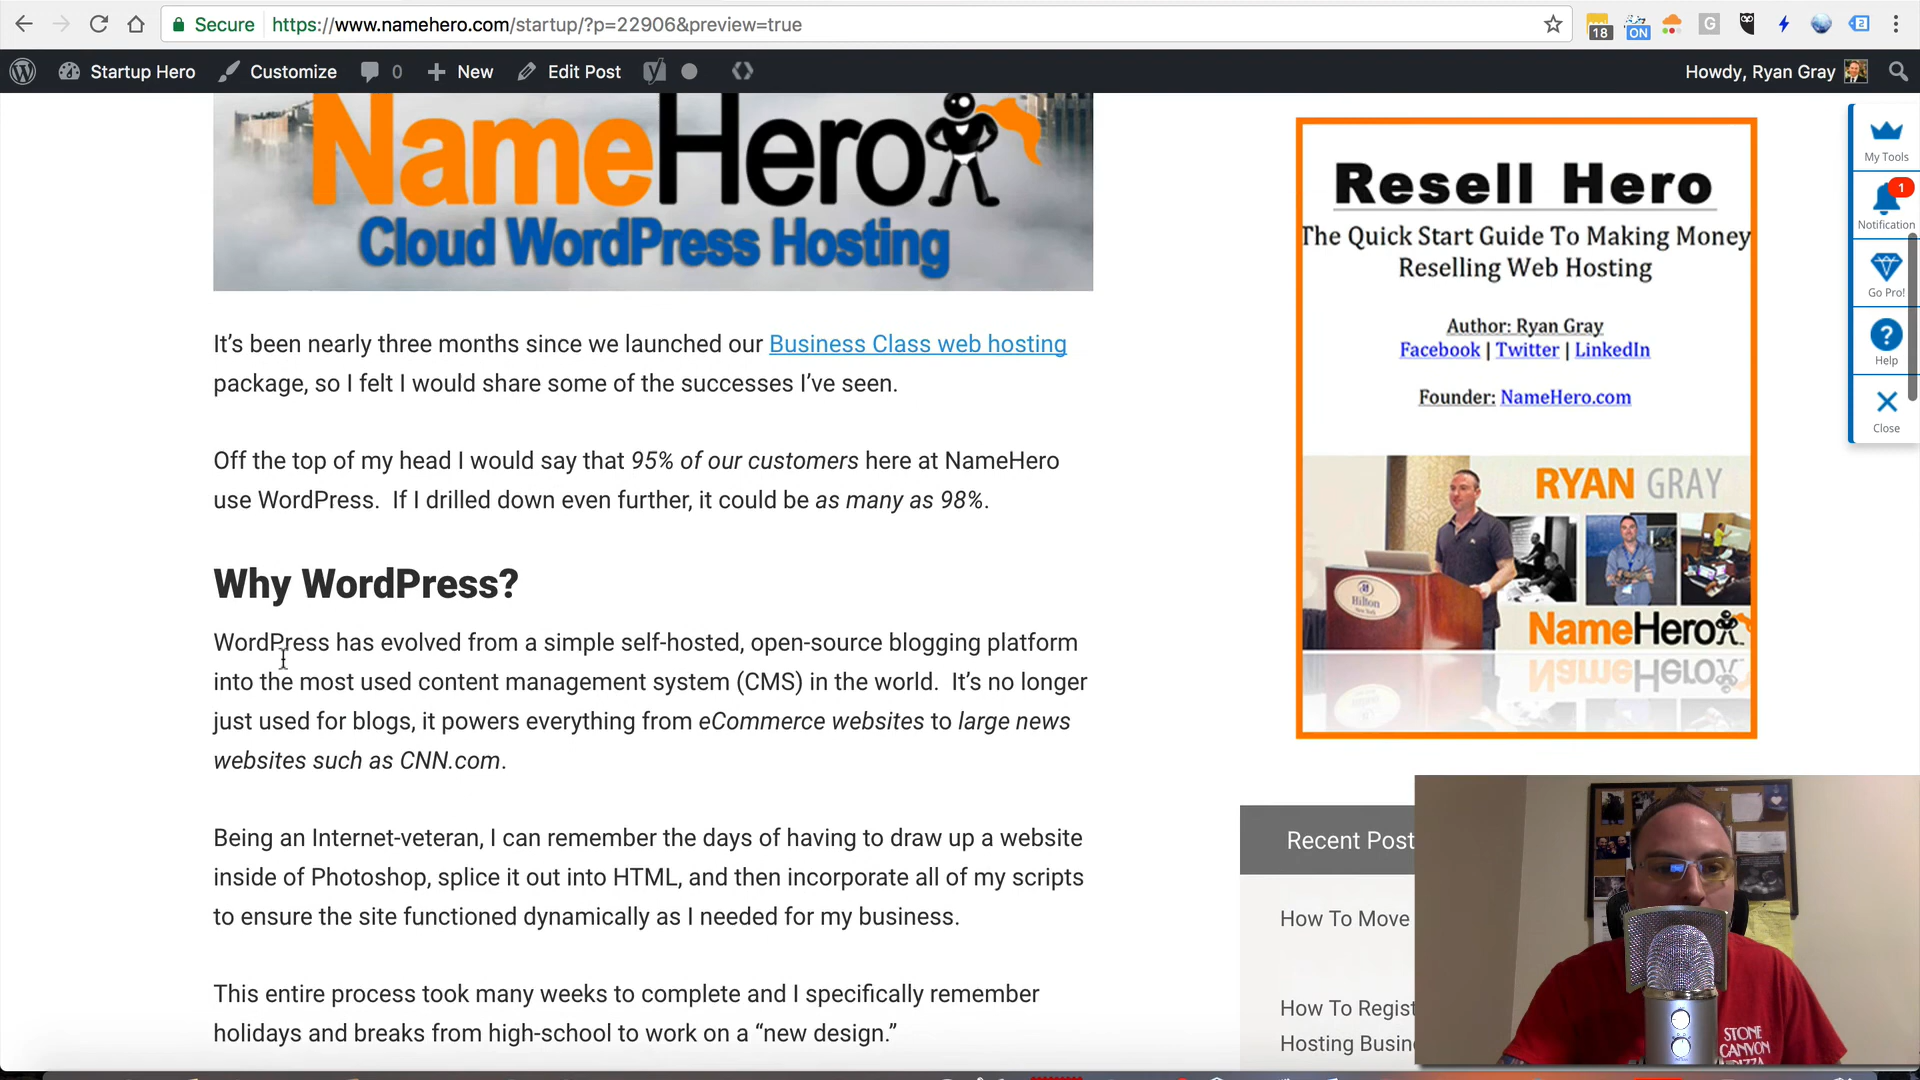 Secure https://www.namehero.com/startup/?p=22906&preview=true
18
ON
G
2
Startup Hero Customize 0 New Edit Post
Howdy, Ryan Gray
NameHero
Cloud WordPress Hosting
It's been nearly three months since we launched our Business Class web hosting
package, so I felt I would share some of the successes I've seen.
Off the top of my head I would say that 95% of our customers here at NameHero
use WordPress.  If I drilled down even further, it could be as many as 98%.
Why WordPress?
WordPress has evolved from a simple self-hosted, open-source blogging platform
into the most used content management system (CMS) in the world.  It's no longer
just used for blogs, it powers everything from eCommerce websites to large news
websites such as CNN.com.
Being an Internet-veteran, I can remember the days of having to draw up a website
inside of Photoshop, splice it out into HTML, and then incorporate all of my scripts
to ensure the site functioned dynamically as I needed for my business.
This entire process took many weeks to complete and I specifically remember
holidays and breaks from high-school to work on a “new design.”
Resell Hero
The Quick Start Guide To Making Money
Reselling Web Hosting
Author: Ryan Gray
Facebook | Twitter | LinkedIn
Founder: NameHero.com
RYAN GRAY
Hilton
NameHero
Recent Post
How To Move
How To Regist
Hosting Busin
My Tools
1
Notification
Go Pro!
Help
Close
STONE
CANYON